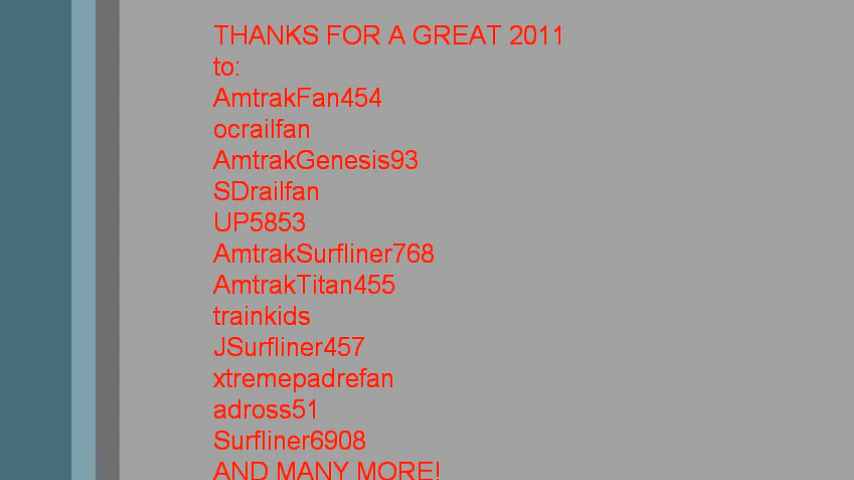 THANKS FOR A GREAT 2011
to:
AmtrakFan454
ocrailfan
AmtrakGenesis93
SDrailfan
UP5853
AmtrakSurfliner768
AmtrakTitan455
trainkids
JSurfliner457
xtremepadrefan
adross51
Surfliner6908
AND MANY MORE!